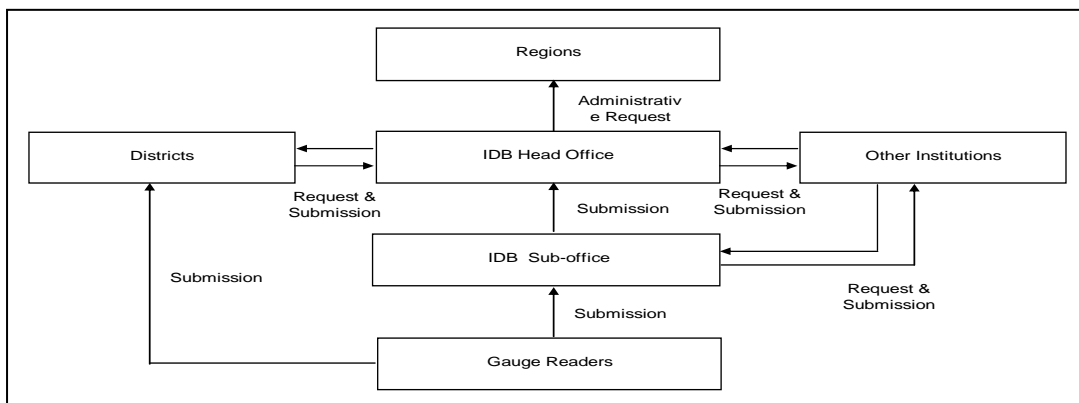 Regions
Administrativ
e Request
Districts
IDB Head Office
Other Institutions
Request &
Submission
Submission
Request &
Submission
IDB Sub-office
Submission
Request &
Submission
Submission
Gauge Readers